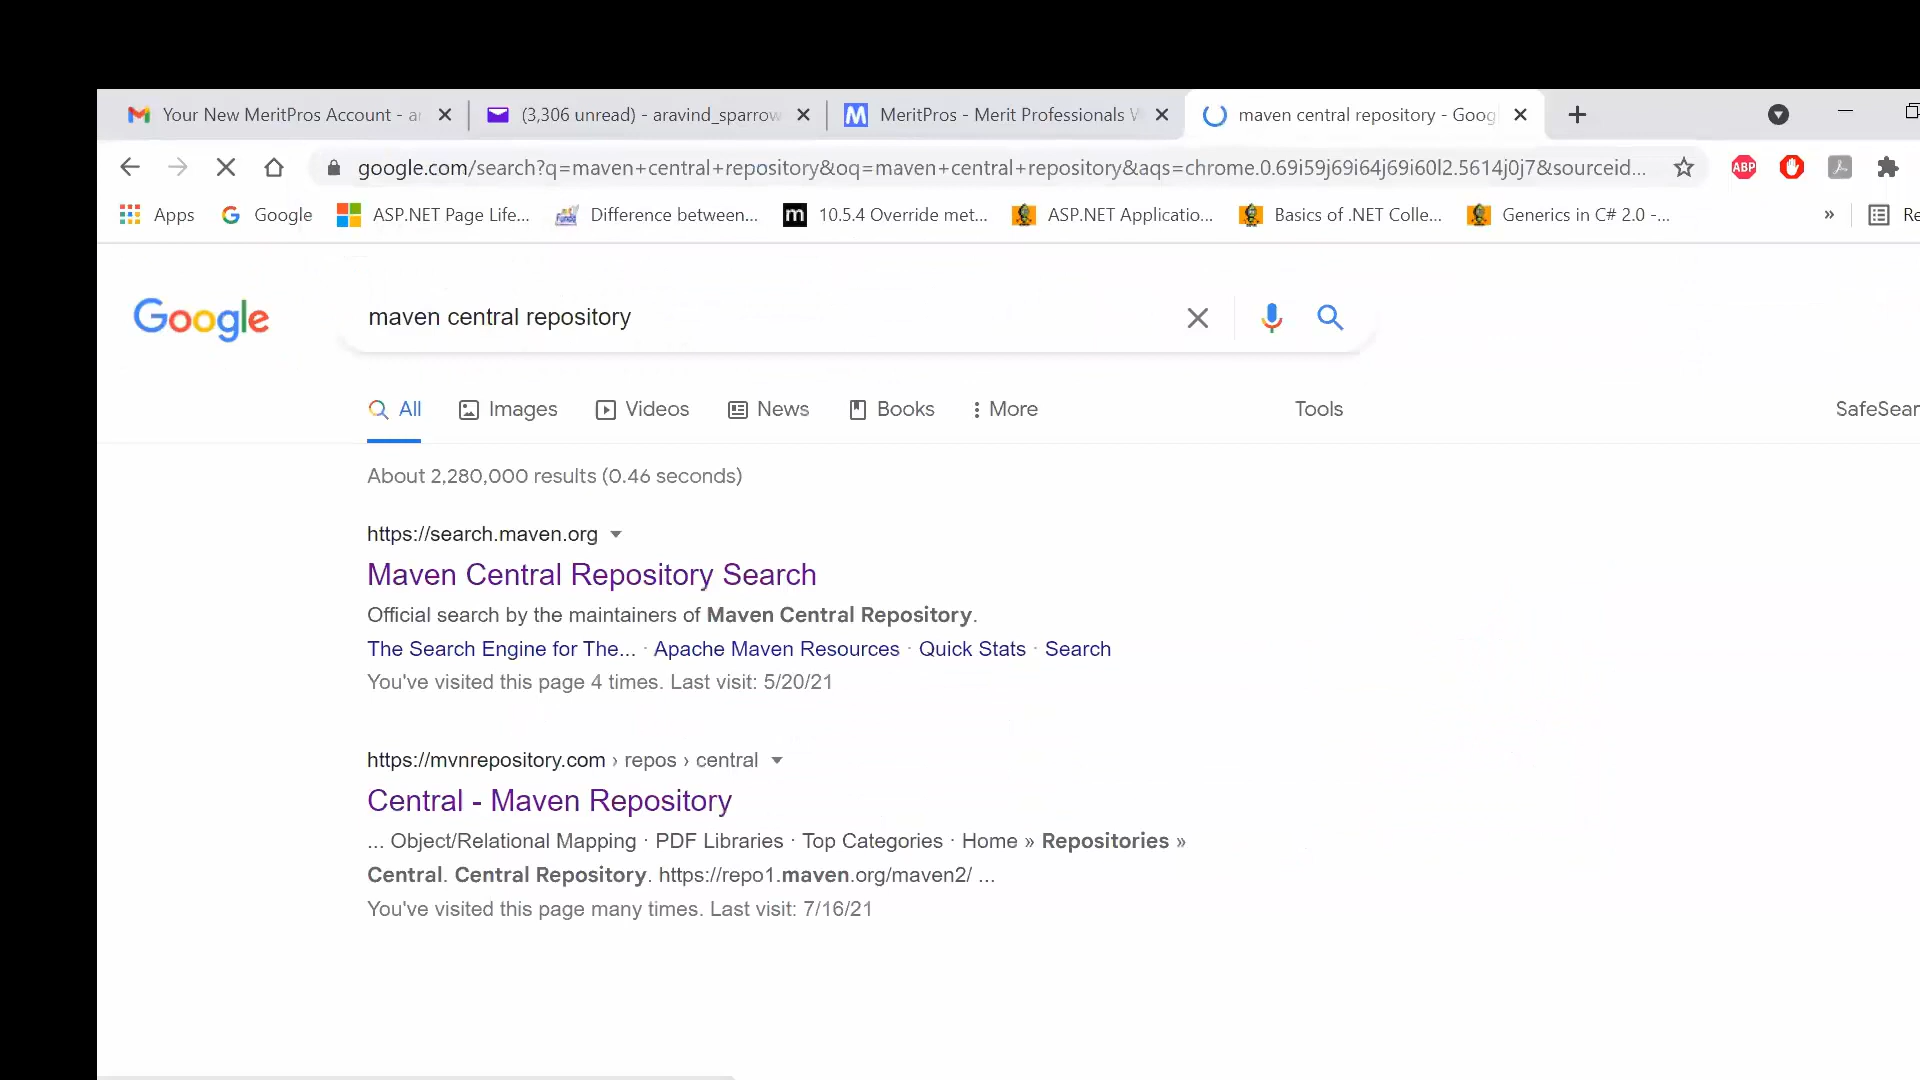 Your New MeritPros Account - a
(3,306 unread) - aravind_sparrow
MeritPros - Merit Professionals
maven central repository - Goog
google.com/search?q=maven+central+repository&oq=maven+central+repository&aqs=chrome.0.69i59j69i64j69i60l2.5614j0j7&sourceid...
ABP
Apps
Google
ASP.NET Page Life...
Difference between...
m
10.5.4 Override met...
ASP.NET Applicatio...
Basics of .NET Colle...
Generics in C# 2.0 -...
»
Re
Google
maven central repository
All
Images
Videos
News
Books
More
Tools
SafeSear
About 2,280,000 results (0.46 seconds)
https://search.maven.org
Maven Central Repository Search
Official search by the maintainers of Maven Central Repository.
The Search Engine for The... · Apache Maven Resources · Quick Stats · Search
You've visited this page 4 times. Last visit: 5/20/21
https://mvnrepository.com › repos › central
Central - Maven Repository
... Object/Relational Mapping · PDF Libraries · Top Categories · Home » Repositories »
Central. Central Repository. https://repo1.maven.org/maven2/ ...
You've visited this page many times. Last visit: 7/16/21